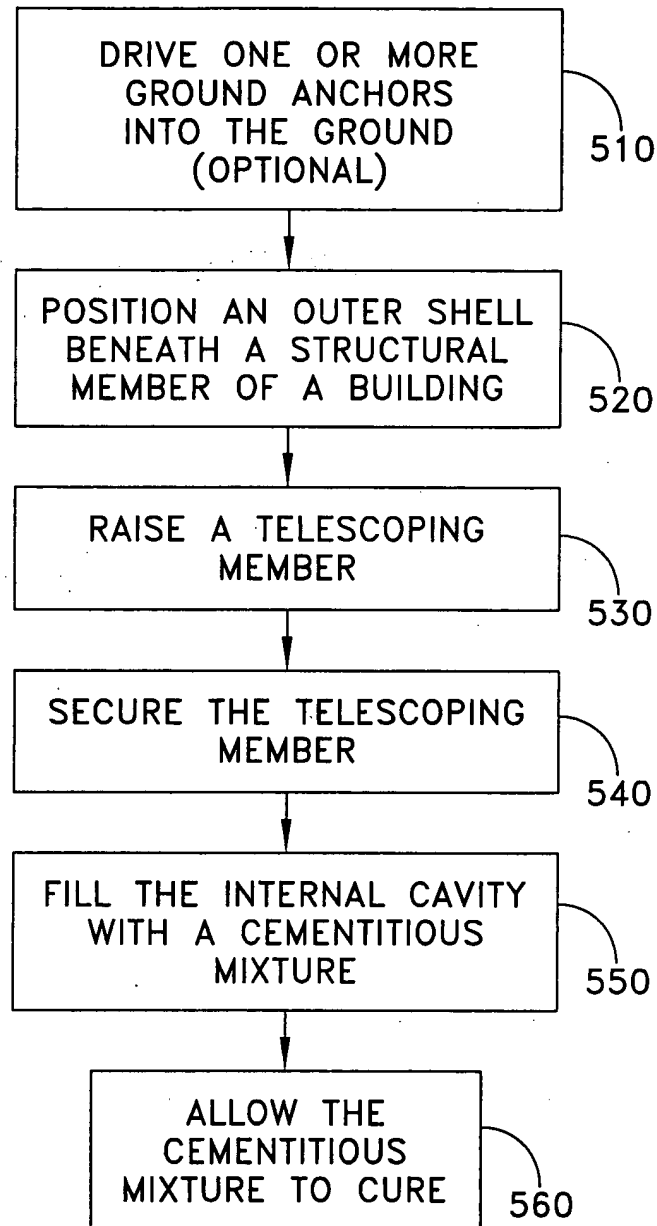 DRIVE ONE OR MORE
GROUND ANCHORS
INTO THE GROUND
(OPTIONAL)
510
POSITION AN OUTER SHELL
BENEATH A STRUCTURAL
MEMBER OF A BUILDING
520
RAISE A TELESCOPING
MEMBER
530
SECURE THE TELESCOPING
MEMBER
540
FILL THE INTERNAL CAVITY
WITH A CEMENTITIOUS
MIXTURE
550
ALLOW THE
CEMENTITIOUS
MIXTURE TO CURE
560